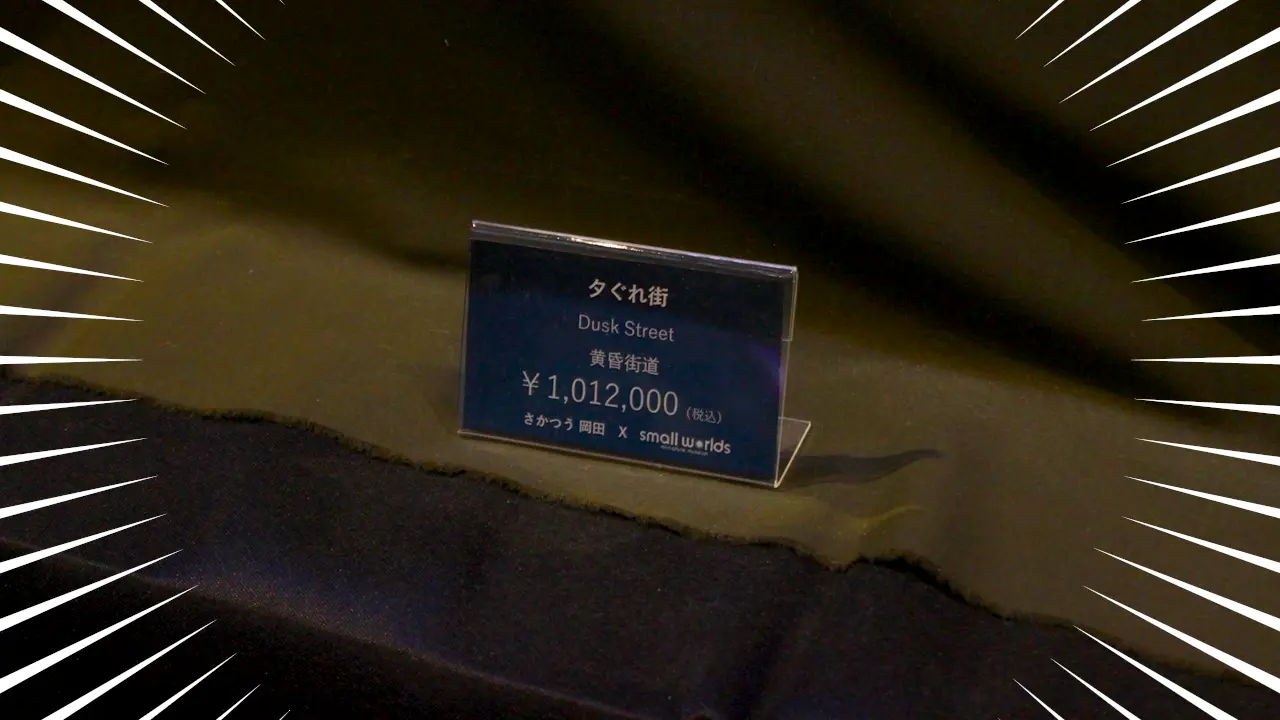 夕ぐれ街
Dusk Street
黄昏街道
￥1,012,000 (税込)
さかつう 岡田 X small worlds